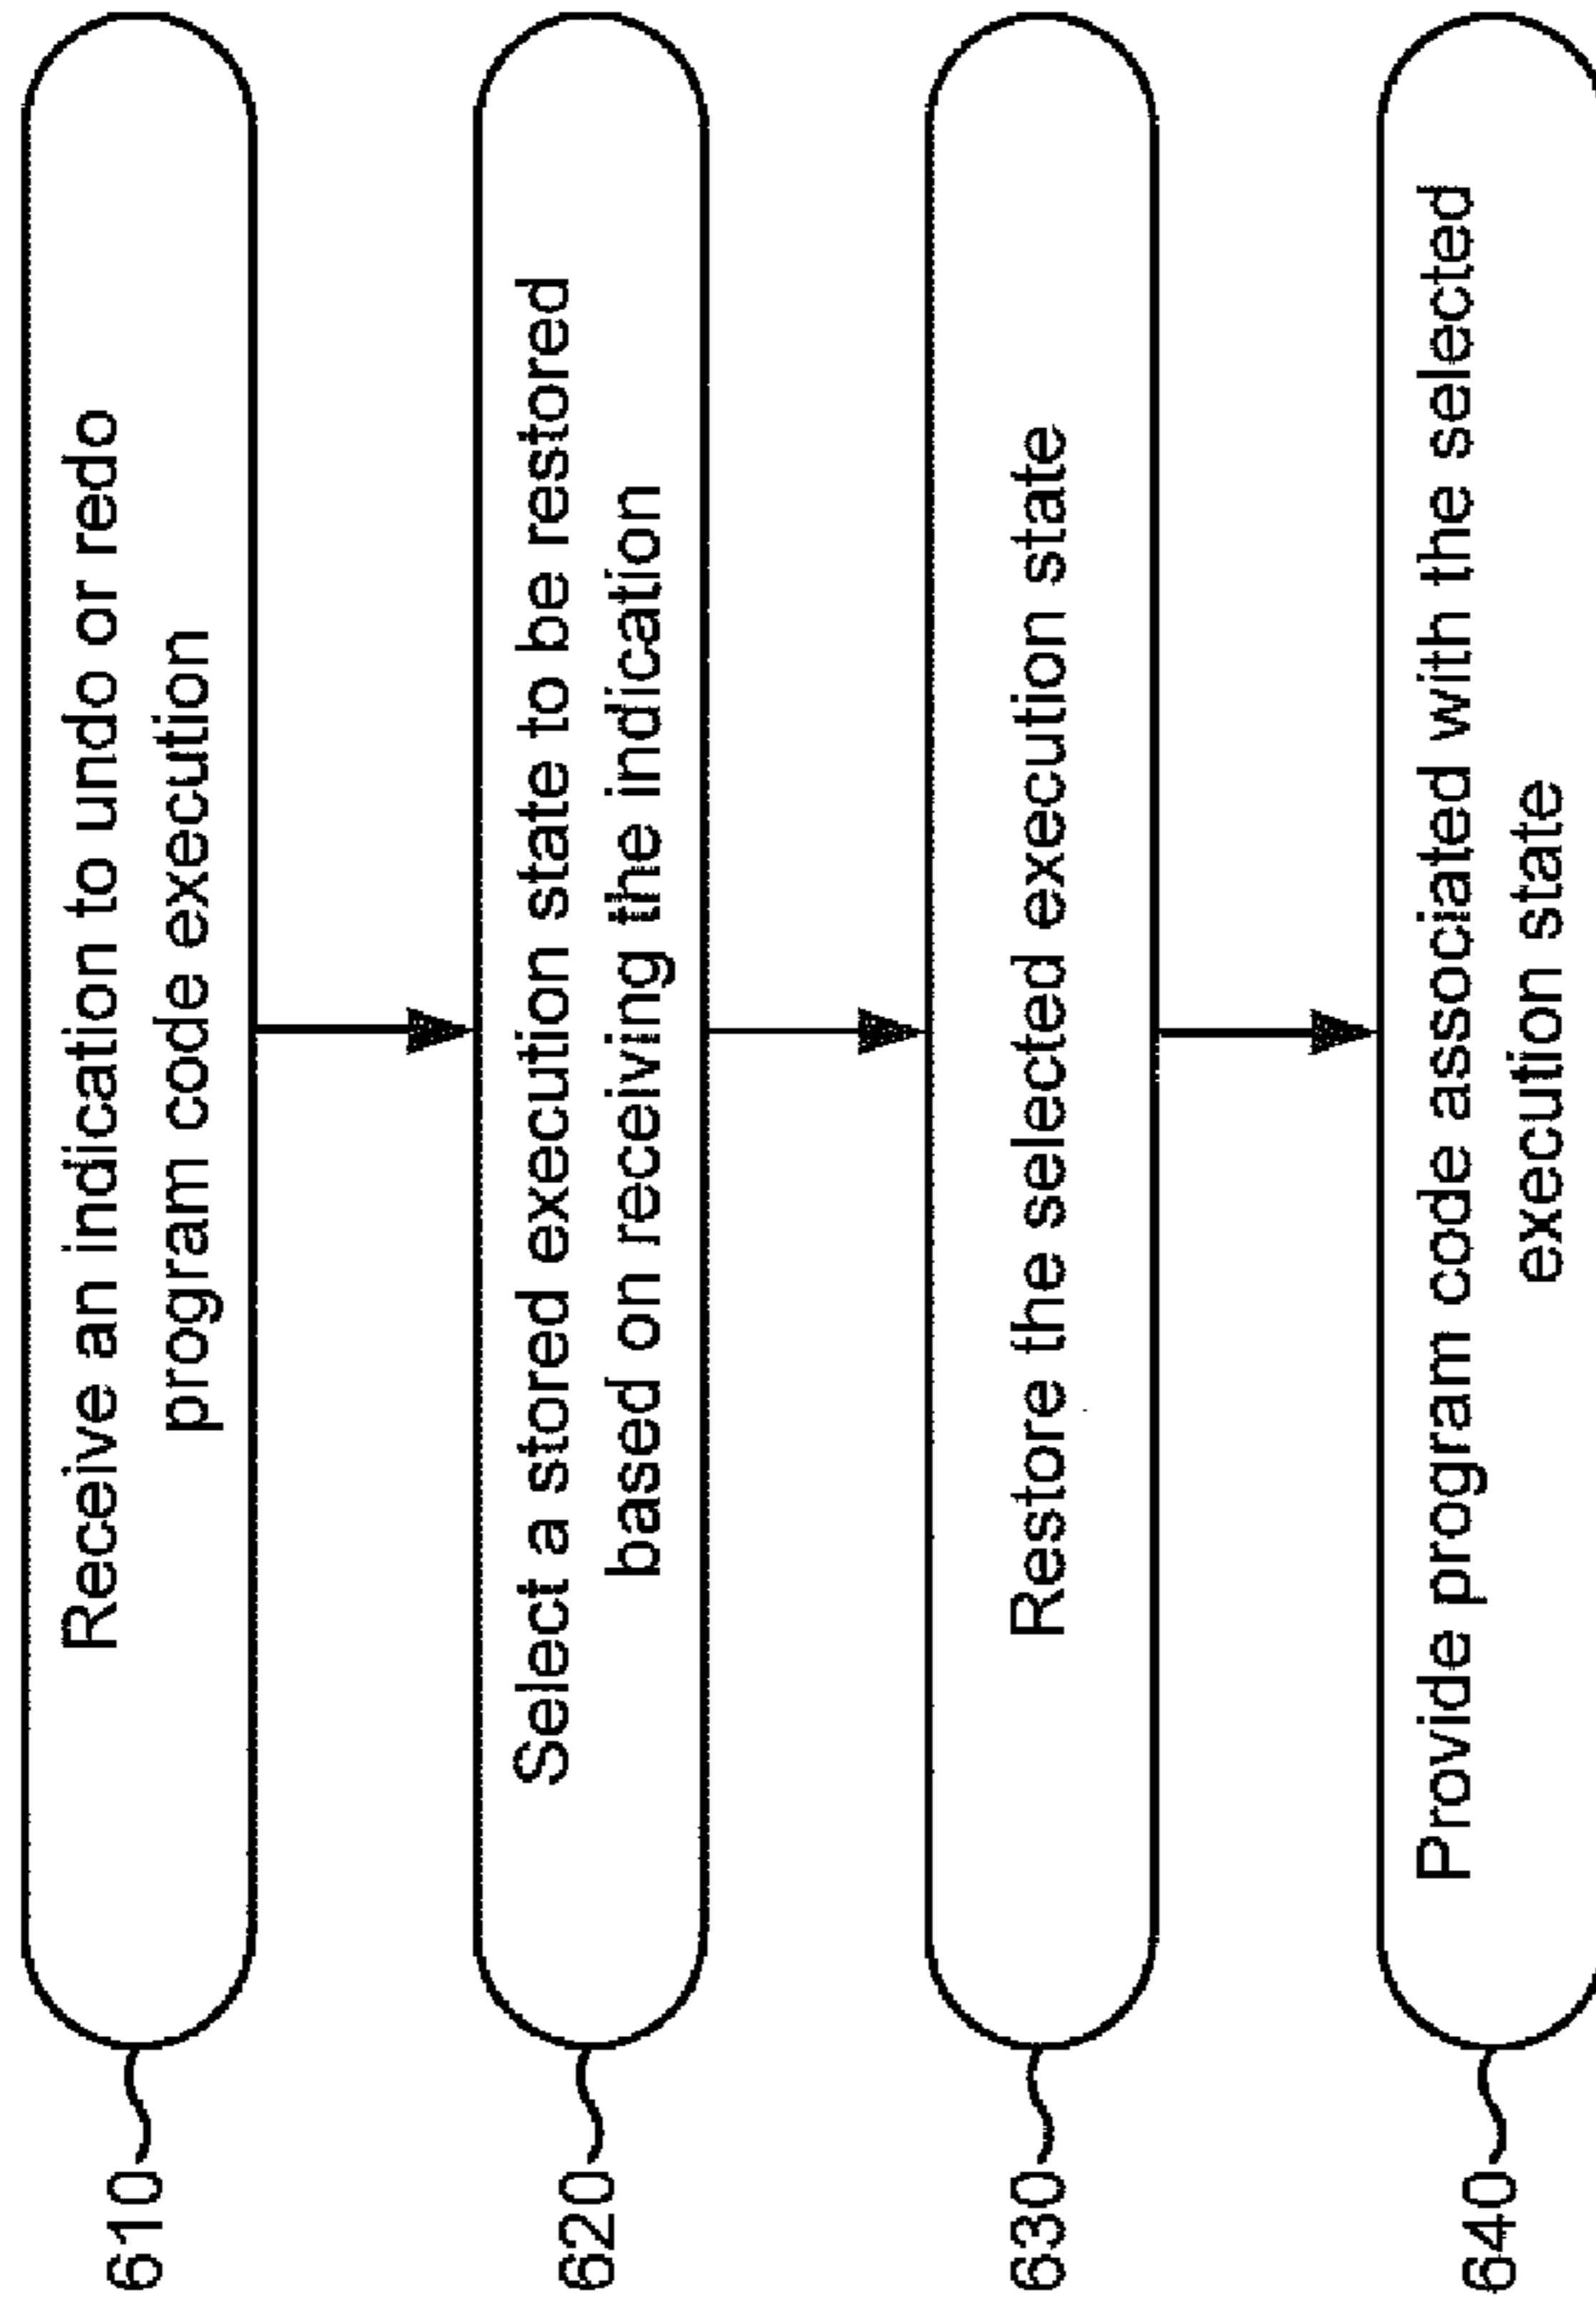 610
Receive an indication to undo or redo
program code execution
620
Select a stored execution state to be restored
based on receiving the indication
630
Restore the selected execution state
640
Provide program code associated with the selected
execution state